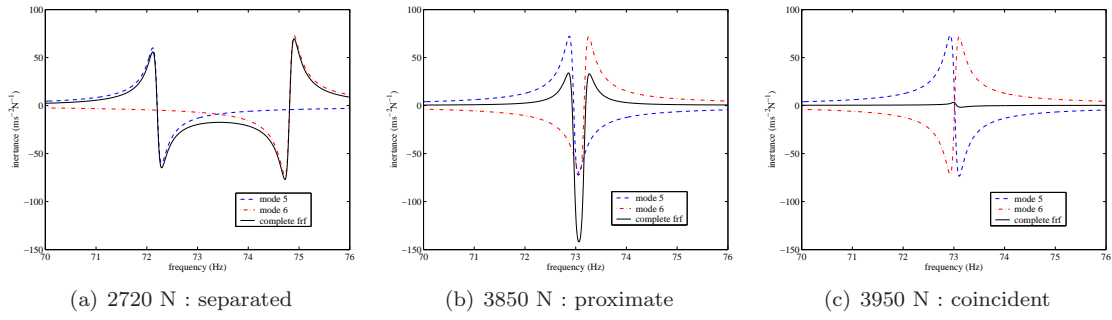 100
50
0
−50
−100
−150
inertance (ms⁻²N⁻¹)
70 71 72 73 74 75 76
frequency (Hz)
mode 5
mode 6
complete frf
(a) 2720 N : separated
100
50
0
−50
−100
−150
inertance (ms⁻²N⁻¹)
70 71 72 73 74 75 76
frequency (Hz)
mode 5
mode 6
complete frf
(b) 3850 N : proximate
100
50
0
−50
−100
−150
inertance (ms⁻²N⁻¹)
70 71 72 73 74 75 76
frequency (Hz)
mode 5
mode 6
complete frf
(c) 3950 N : coincident